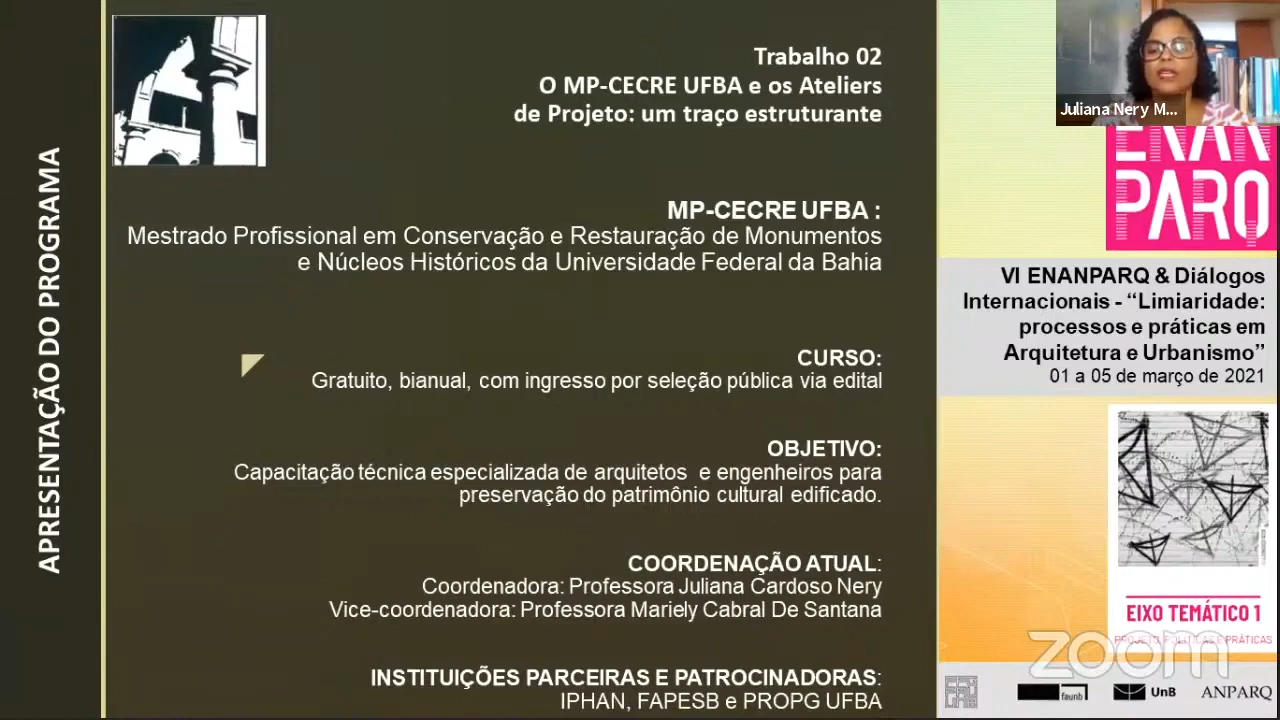 APRESENTAÇÃO DO PROGRAMA
Trabalho 02
O MP-CECRE UFBA e os Ateliers
de Projeto: um traço estruturante
MP-CECRE UFBA :
Mestrado Profissional em Conservação e Restauração de Monumentos
e Núcleos Históricos da Universidade Federal da Bahia
CURSO:
Gratuito, bianual, com ingresso por seleção pública via edital
OBJETIVO:
Capacitação técnica especializada de arquitetos e engenheiros para
preservação do patrimônio cultural edificado.
COORDENAÇÃO ATUAL:
Coordenadora: Professora Juliana Cardoso Nery
Vice-coordenadora: Professora Mariely Cabral De Santana
INSTITUIÇÕES PARCEIRAS E PATROCINADORAS:
IPHAN, FAPESB e PROPG UFBA
Juliana Nery M...
ENAN
PARQ
VI ENANPARQ & Diálogos
Internacionais - “Limiaridade:
processos e práticas em
Arquitetura e Urbanismo”
01 a 05 de março de 2021
EIXO TEMÁTICO 1
PROJETO, POLÍTICAS E PRÁTICAS
zoom
faunb
UnB
ANPARQ